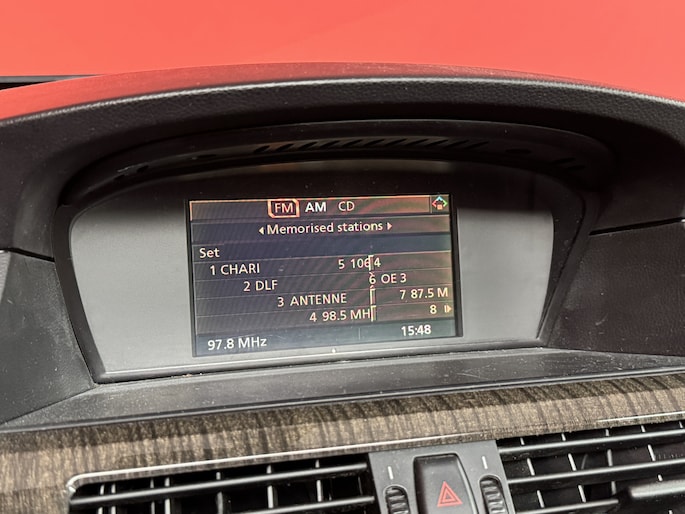 FM AM CD
Memorised stations
Set
1 CHARI 5 106.4
2 DLF 6 OE 3
3 ANTENNE 7 87.5 M
4 98.5 MH 8
97.8 MHz 15:48